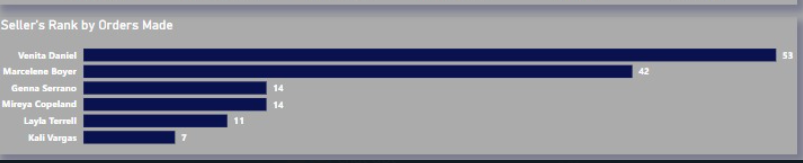 Seller's Rank by Orders Made
Venita Daniel 53
Marcelene Boyer 42
Genna Serrano 14
Mireya Copeland 14
Layla Terrell 11
Kali Vargas 7